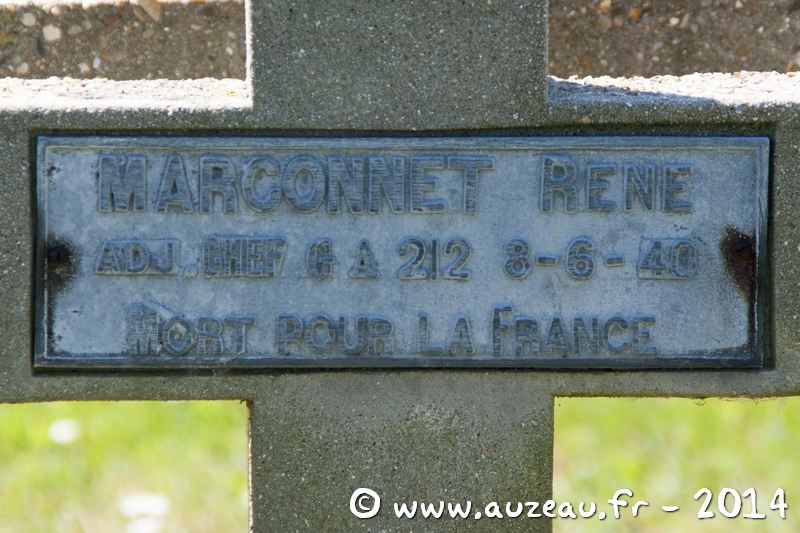 MARCONNET RENE
ADJ. CHEF G A 212 8-6-40
MORT POUR LA FRANCE
© www.auzeau.fr - 2014